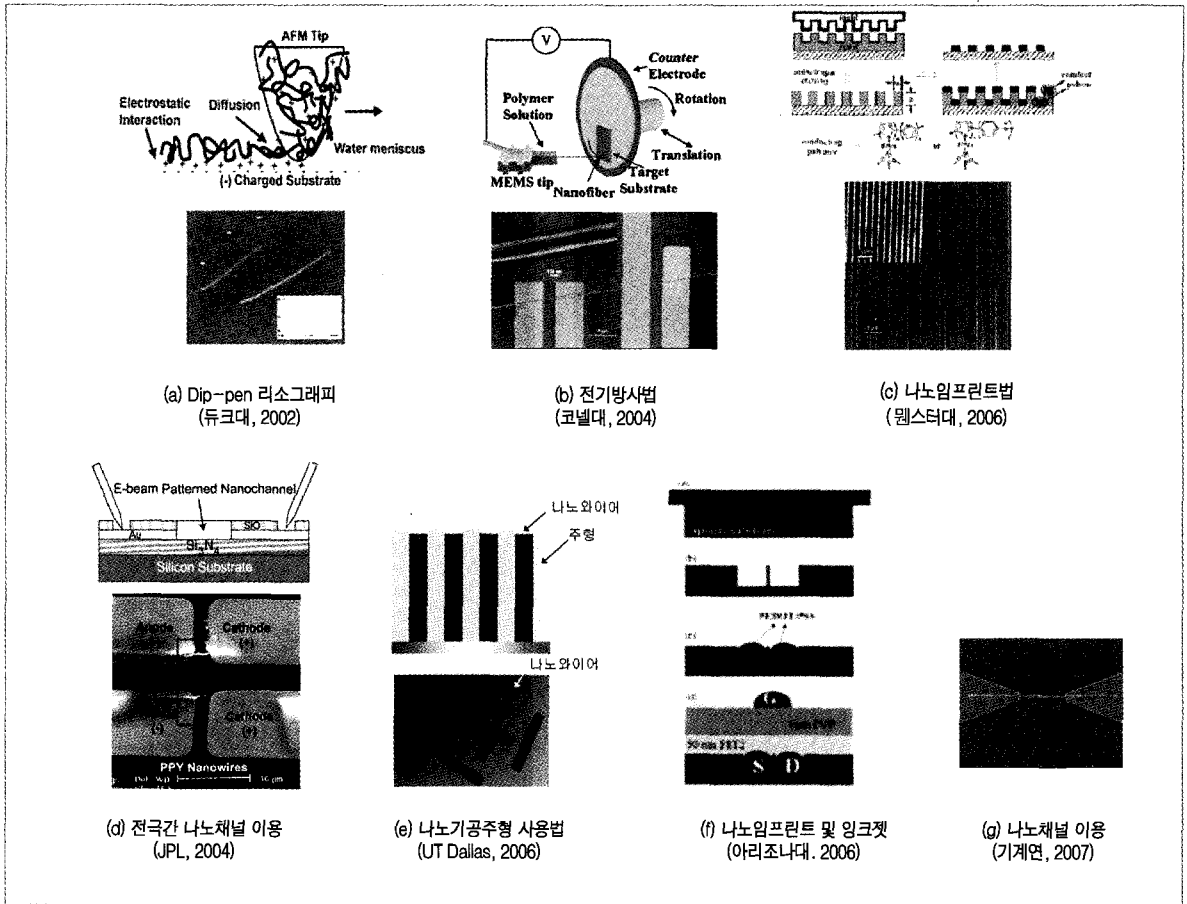 AFM Tip
Electrostatic
Interaction
Diffusion
Water meniscus
(-) Charged Substrate
V
Counter
Electrode
Rotation
Polymer
Solution
Translation
MEMS tip
Nanofiber
Target
Substrate
(a) Dip-pen 리소그래피
(듀크대, 2002)
(b) 전기방사법
(코넬대, 2004)
(c) 나노임프린트법
(뮌스터대, 2006)
E-beam Patterned Nanochannel
SiO
Au
Si₃N₄
Silicon Substrate
Anode
Cathode
(+)
(-)
Cathode
(+)
PPY Nanowires
나노와이어
주형
나노와이어
S D
(d) 전극간 나노채널 이용
(JPL, 2004)
(e) 나노기공주형 사용법
(UT Dallas, 2006)
(f) 나노임프린트 및 잉크젯
(아리조나대. 2006)
(g) 나노채널 이용
(기계연, 2007)